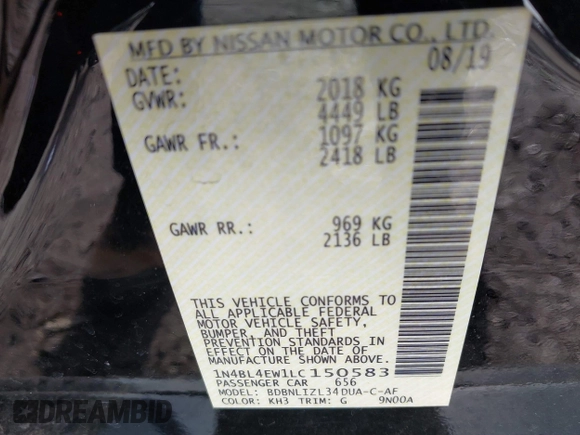 MFD BY NISSAN MOTOR CO., LTD.
DATE: 08/19
GVWR: 2018 KG
4449 LB
GAWR FR.: 1097 KG
2418 LB
GAWR RR.: 969 KG
2136 LB
THIS VEHICLE CONFORMS TO
ALL APPLICABLE FEDERAL
MOTOR VEHICLE SAFETY,
BUMPER, AND THEFT
PREVENTION STANDARDS
IN EFFECT ON THE DATE OF
MANUFACTURE SHOWN ABOVE.
1N4BL4EW1LC150583
PASSENGER CAR 656
MODEL: BDBNLIZL34DUA-C-AF
COLOR: KH3 TRIM: G 9N00A
DREAMBID